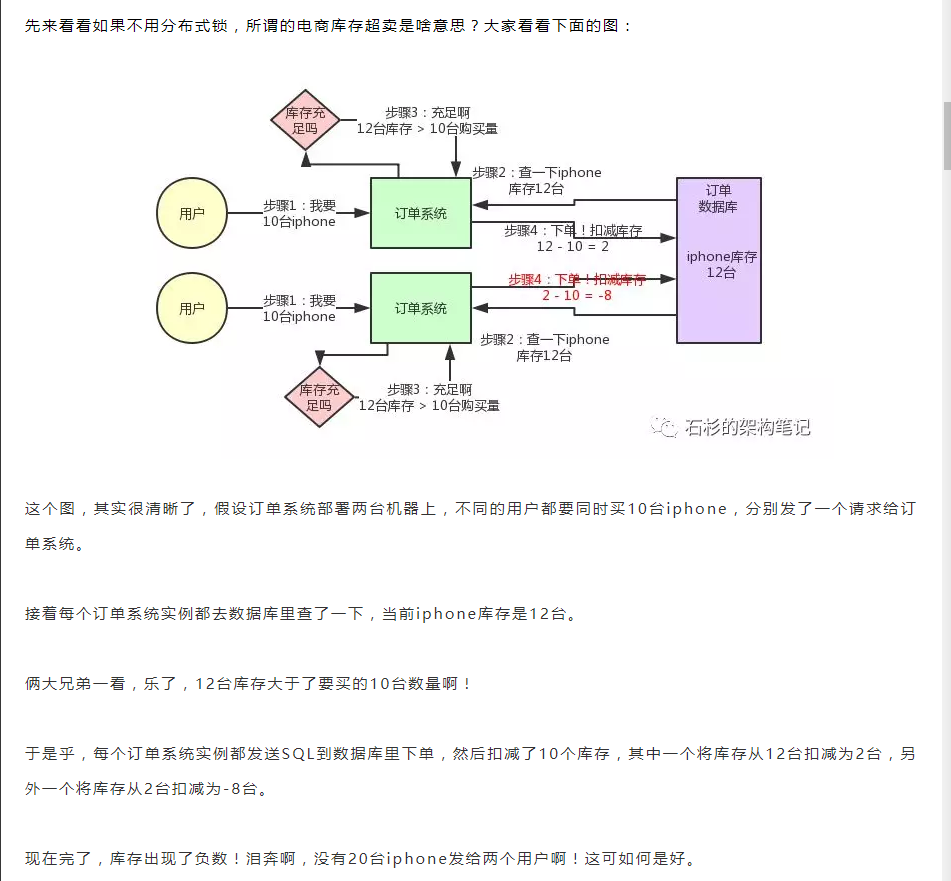 先来看看如果不用分布式锁，所谓的电商库存超卖是啥意思？大家看看下面的图：
库存充
足吗
步骤3：充足啊
12台库存 > 10台购买量
步骤2：查一下iphone
库存12台
订单
数据库
用户
步骤1：我要
10台iphone
订单系统
步骤4：下单！扣减库存
12 - 10 = 2
iphone库存
12台
步骤4：下单！扣减库存
2 - 10 = -8
用户
步骤1：我要
10台iphone
订单系统
步骤2：查一下iphone
库存12台
库存充
足吗
步骤3：充足啊
12台库存 > 10台购买量
石杉的架构笔记
这个图，其实很清晰了，假设订单系统部署两台机器上，不同的用户都要同时买10台iphone，分别发了一个请求给订
单系统。
接着每个订单系统实例都去数据库里查了一下，当前iphone库存是12台。
俩大兄弟一看，乐了，12台库存大于了要买的10台数量啊！
于是乎，每个订单系统实例都发送SQL到数据库里下单，然后扣减了10个库存，其中一个将库存从12台扣减为2台，另
外一个将库存从2台扣减为-8台。
现在完了，库存出现了负数！泪奔啊，没有20台iphone发给两个用户啊！这可如何是好。